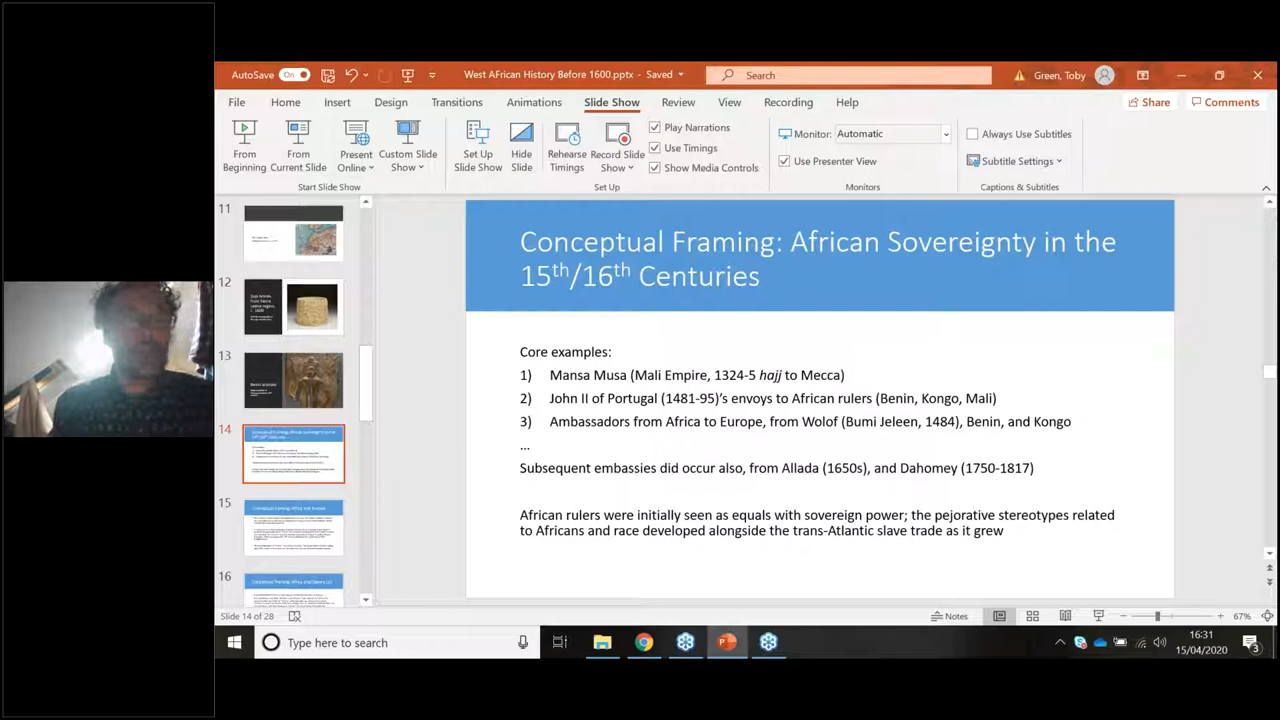 AutoSave On West AFrican History Before 1600.pptx - Saved Search Green, Toby
File Home Insert Design Transitions Animations Slide Show Review View Recording Help Share Comments
From Beginning
From Current Slide
Present Online
Custom Slide Show
Start Slide Show
Set Up Slide Show
Hide Slide
Rehearse Timings
Record Slide Show
Play Narrations
Use Timings
Show Media Controls
Set Up
Monitor: Automatic
Use Presenter View
Monitors
Always Use Subtitles
Subtitle Settings
Captions & Subtitles
11
12
13
14
15
16
Conceptual Framing: African Sovereignty in the
15th/16th Centuries
Core examples:
1) Mansa Musa (Mali Empire, 1324-5 hajj to Mecca)
2) John II of Portugal (1481-95)'s envoys to African rulers (Benin, Kongo, Mali)
3) Ambassadors from Africa to Europe, from Wolof (Bumi Jeleen, 1484), Benin, and Kongo
…
Subsequent embassies did occur also, from Allada (1650s), and Dahomey (1750-1817)
African rulers were initially seen as equals with sovereign power; the pejorative stereotypes related
to Africans and race developed alongside the trans-Atlantic slave trade as it grew
Slide 14 of 28 Notes 67%
Type here to search 16:31
15/04/2020
3